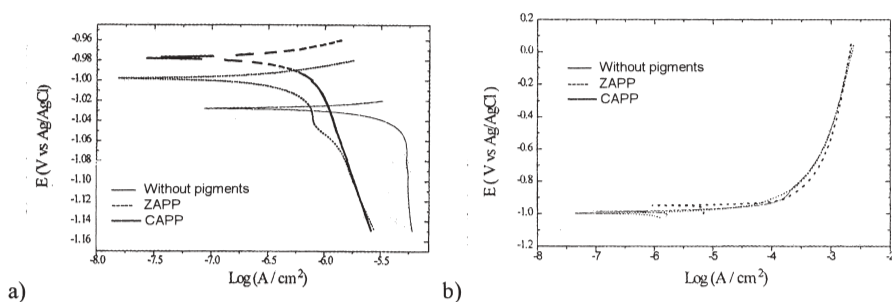 -0.96
-0.98
-1.00
-1.02
-1.04
-1.06
-1.08
-1.10
-1.12
-1.14
-1.16
E (V vs Ag/AgCl)
Without pigments
ZAPP
CAPP
-8.0 -7.5 -7.0 -6.5 -6.0 -5.5
Log (A / cm²)
a)
0.2
0.0
-0.2
-0.4
-0.6
-0.8
-1.0
-1.2
E (V vs Ag/AgCl)
Without pigments
ZAPP
CAPP
-8 -7 -6 -5 -4 -3 -2
Log (A / cm²)
b)